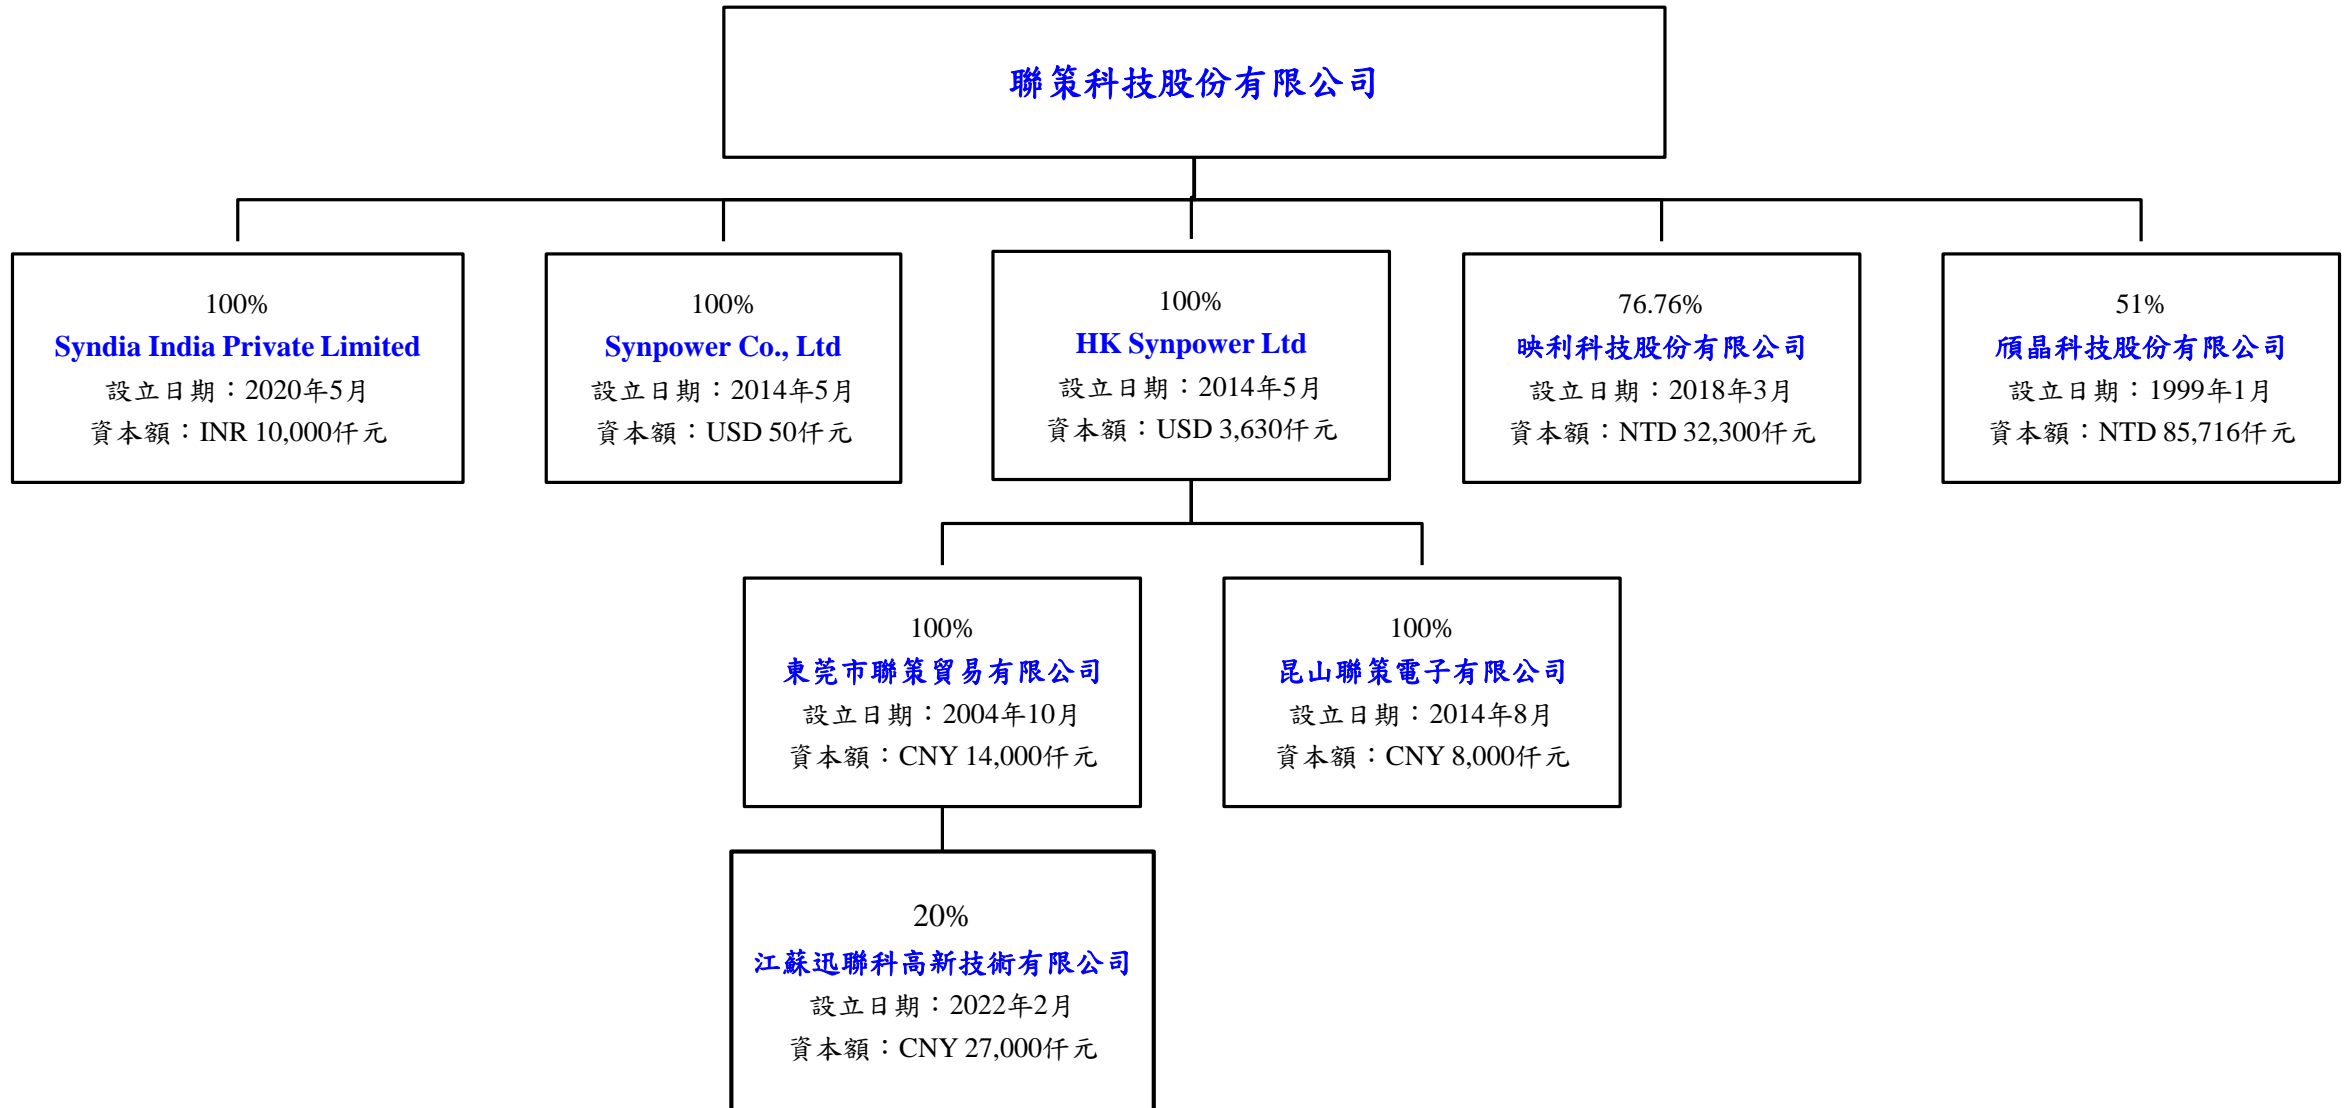 聯策科技股份有限公司
100%
Syndia India Private Limited
設立日期：2020年5月
資本額：INR 10,000仟元
100%
Synpower Co., Ltd
設立日期：2014年5月
資本額：USD 50仟元
100%
HK Synpower Ltd
設立日期：2014年5月
資本額：USD 3,630仟元
76.76%
映利科技股份有限公司
設立日期：2018年3月
資本額：NTD 32,300仟元
51%
頎晶科技股份有限公司
設立日期：1999年1月
資本額：NTD 85,716仟元
100%
東莞市聯策貿易有限公司
設立日期：2004年10月
資本額：CNY 14,000仟元
100%
昆山聯策電子有限公司
設立日期：2014年8月
資本額：CNY 8,000仟元
20%
江蘇迅聯科高新技術有限公司
設立日期：2022年2月
資本額：CNY 27,000仟元